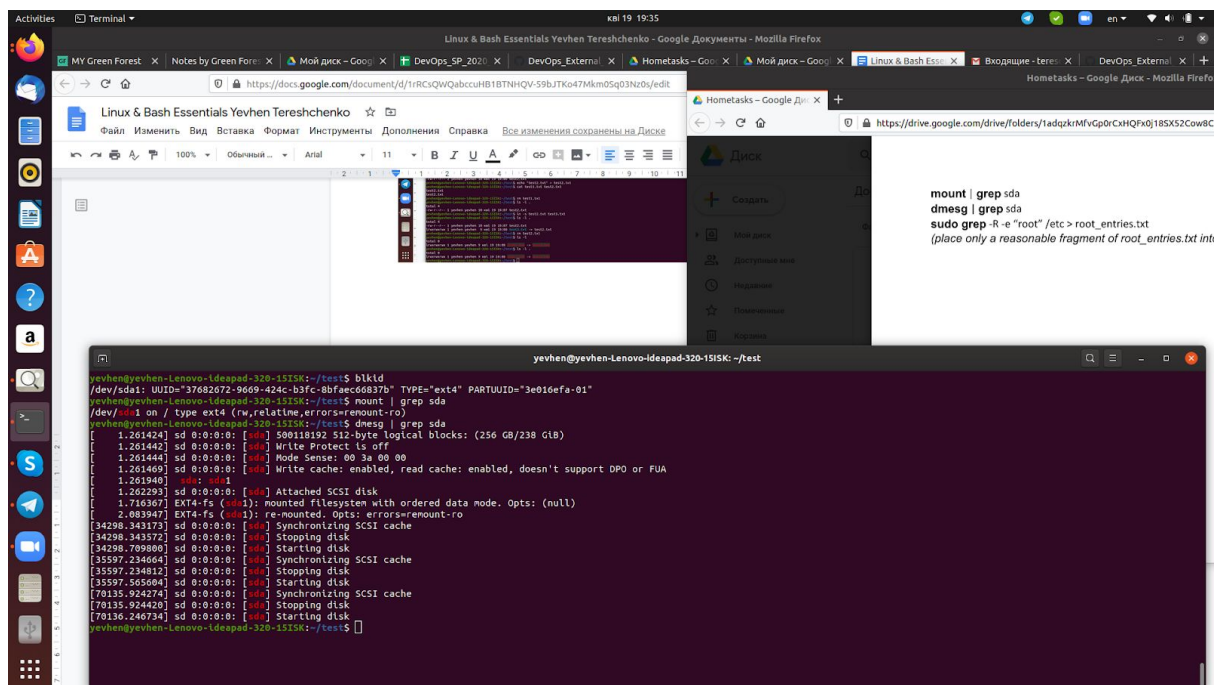 Activities Terminal кві 19 19:35 en
Linux & Bash Essentials Yevhen Tereshchenko - Google Документы - Mozilla Firefox
MY Green Forest Notes by Green Fore Мой диск – Googl DevOps_SP_2020 DevOps_External Hometasks – Goo Мой диск – Googl Linux & Bash Esse Входящие - teres DevOps_External
https://docs.google.com/document/d/1rRCsQWQabccuHB1BTNHQV-59bJTKo47Mkm0Sq03Nz0s/edit
Hometasks – Google Диск - Mozilla Firefo
Hometasks – Google Ди
https://drive.google.com/drive/folders/1adqzkrMfvGp0rCxHQFx0j18SX52Cow8C
Linux & Bash Essentials Yevhen Tereshchenko
Файл Изменить Вид Вставка Формат Инструменты Дополнения Справка Все изменения сохранены на Диске
100% Обычный ... Arial 11 B I U A
Диск
Создать
Мой диск
Доступные мне
Недавние
Помеченные
Корзина
mount | grep sda
dmesg | grep sda
sudo grep -R -e “root” /etc > root_entries.txt
(place only a reasonable fragment of root_entries.txt into
yevhen@yevhen-Lenovo-ideapad-320-15ISK: ~/test
yevhen@yevhen-Lenovo-ideapad-320-15ISK:~/test$ blkid
/dev/sda1: UUID="37682672-9669-424c-b3fc-8bfaec66837b" TYPE="ext4" PARTUUID="3e016efa-01"
yevhen@yevhen-Lenovo-ideapad-320-15ISK:~/test$ mount | grep sda
/dev/sda1 on / type ext4 (rw,relatime,errors=remount-ro)
yevhen@yevhen-Lenovo-ideapad-320-15ISK:~/test$ dmesg | grep sda
[ 1.261424] sd 0:0:0:0: [sda] 500118192 512-byte logical blocks: (256 GB/238 GiB)
[ 1.261442] sd 0:0:0:0: [sda] Write Protect is off
[ 1.261444] sd 0:0:0:0: [sda] Mode Sense: 00 3a 00 00
[ 1.261469] sd 0:0:0:0: [sda] Write cache: enabled, read cache: enabled, doesn't support DPO or FUA
[ 1.261940] sda: sda1
[ 1.262293] sd 0:0:0:0: [sda] Attached SCSI disk
[ 1.716367] EXT4-fs (sda1): mounted filesystem with ordered data mode. Opts: (null)
[ 2.083947] EXT4-fs (sda1): re-mounted. Opts: errors=remount-ro
[34298.343173] sd 0:0:0:0: [sda] Synchronizing SCSI cache
[34298.343572] sd 0:0:0:0: [sda] Stopping disk
[34298.709800] sd 0:0:0:0: [sda] Starting disk
[35597.234664] sd 0:0:0:0: [sda] Synchronizing SCSI cache
[35597.234812] sd 0:0:0:0: [sda] Stopping disk
[35597.565604] sd 0:0:0:0: [sda] Starting disk
[70135.924274] sd 0:0:0:0: [sda] Synchronizing SCSI cache
[70135.924420] sd 0:0:0:0: [sda] Stopping disk
[70136.246734] sd 0:0:0:0: [sda] Starting disk
yevhen@yevhen-Lenovo-ideapad-320-15ISK:~/test$